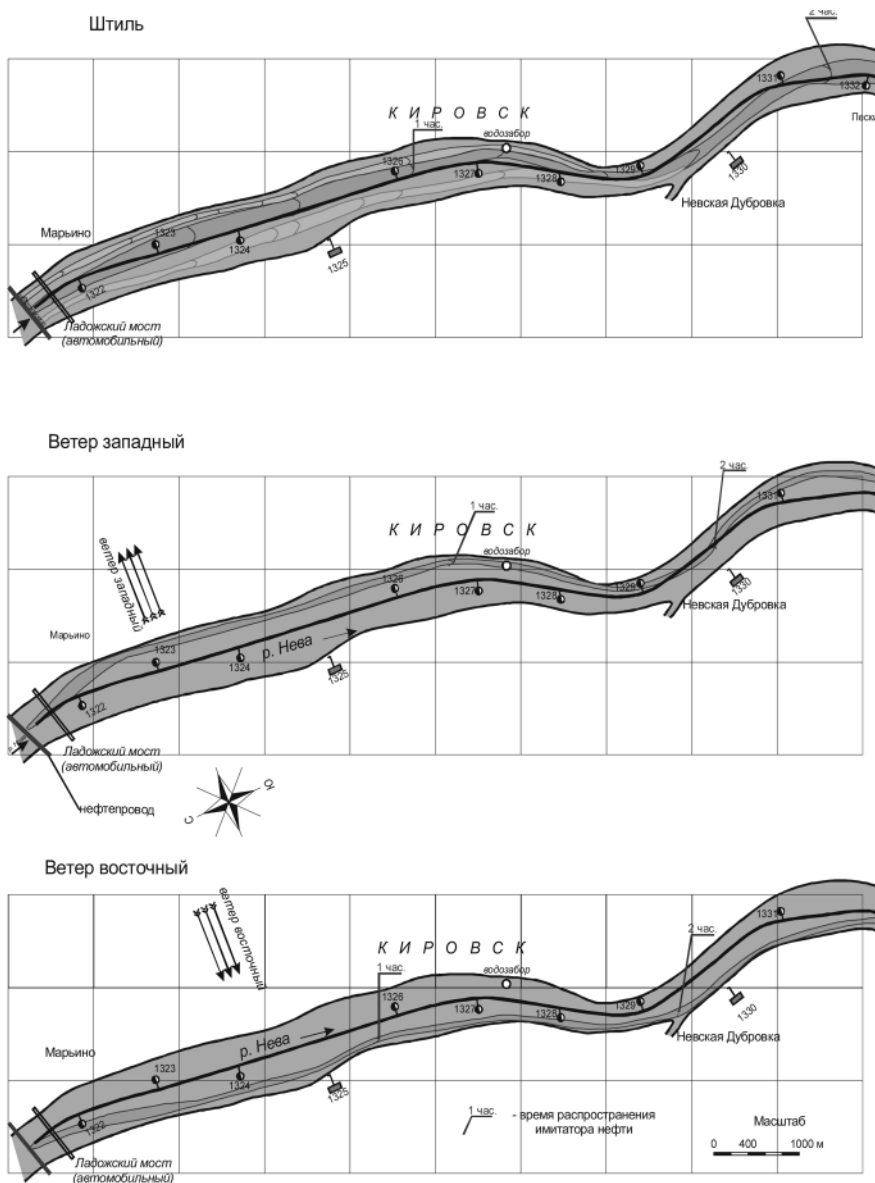 Штиль
2 час.
1331
1332
Пески
К И Р О В С К
1 час.
водозабор
1326
1327
1328
1329
1330
Невская Дубровка
Марьино
1323
1324
1325
1322
Ладожский мост
(автомобильный)
Ветер западный
2 час.
1 час.
1331
К И Р О В С К
водозабор
ветер западный
1326
1327
1328
1329
1330
Невская Дубровка
Марьино
1323
р. Нева
1324
1325
1322
Ладожский мост
(автомобильный)
нефтепровод
С
Ю
Ветер восточный
ветер восточный
1331
2 час.
К И Р О В С К
1 час.
водозабор
1326
1327
1328
1329
1330
Невская Дубровка
р. Нева
Марьино
1323
1324
1325
1322
Ладожский мост
(автомобильный)
1 час.
- время распространения
имитатора нефти
Масштаб
0 400 1000 м